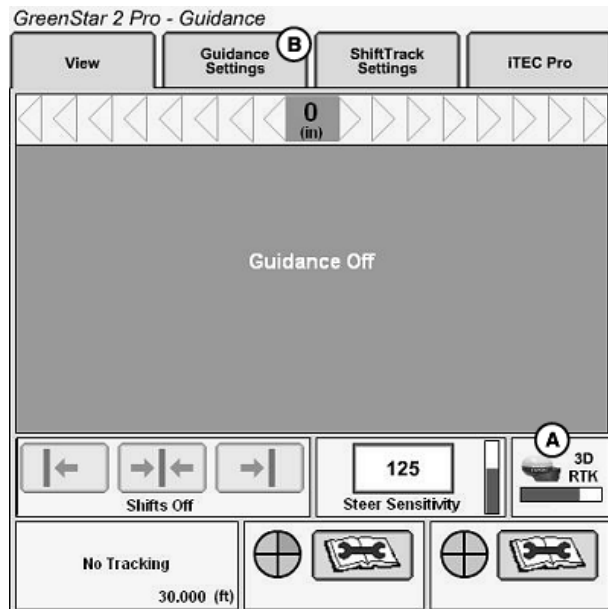 GreenStar 2 Pro - Guidance
B
View
Guidance
Settings
ShiftTrack
Settings
iTEC Pro
0
(in)
Guidance Off
A
3D
RTK
125
Shifts Off
Steer Sensitivity
No Tracking
30.000 (ft)